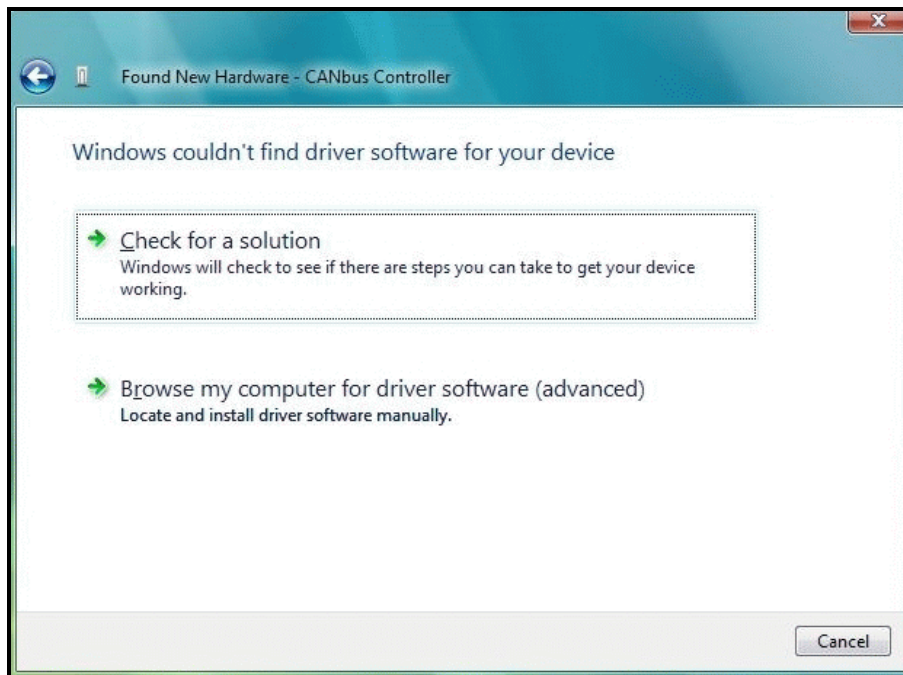 Found New Hardware - CANbus Controller
Windows couldn't find driver software for your device
Check for a solution
Windows will check to see if there are steps you can take to get your device
working.
Browse my computer for driver software (advanced)
Locate and install driver software manually.
Cancel